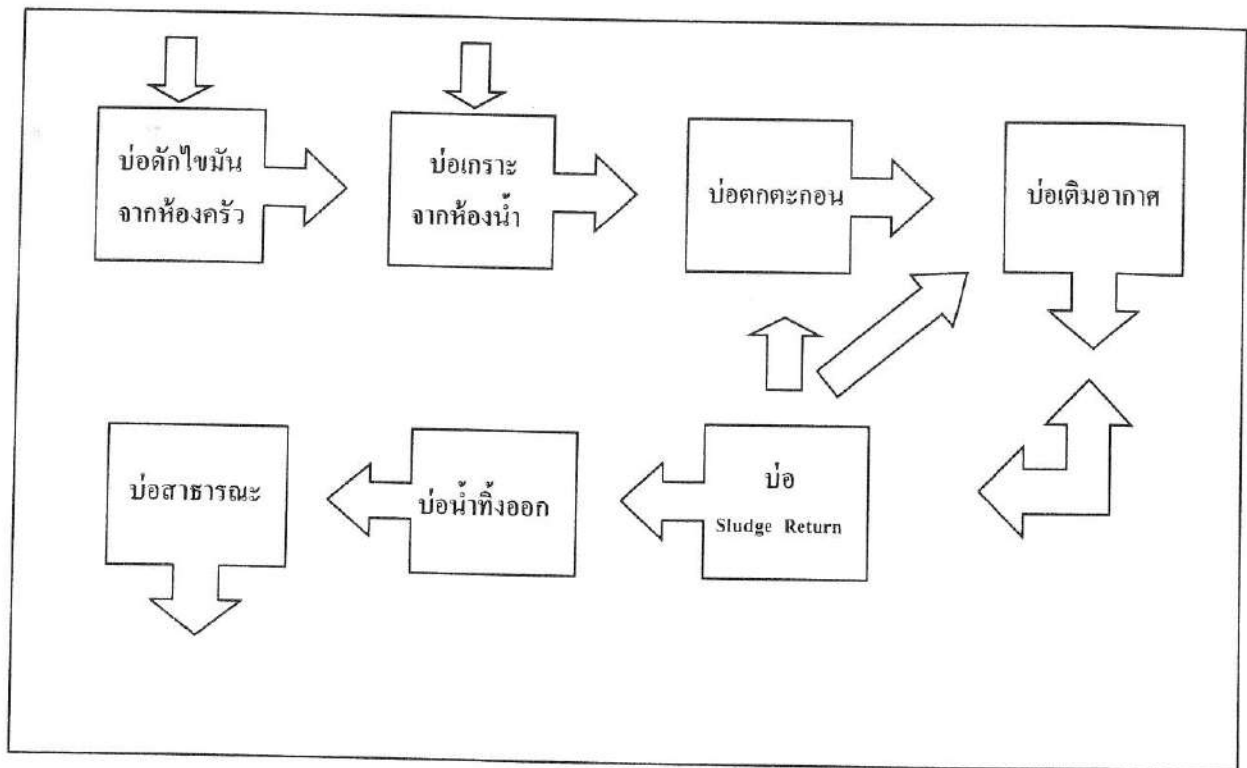 บ่อดักไขมัน
จากห้องครัว
บ่อเกราะ
จากห้องน้ำ
บ่อตกตะกอน
บ่อเติมอากาศ
บ่อสาธารณะ
บ่อน้ำทิ้งออก
บ่อ
Sludge Return